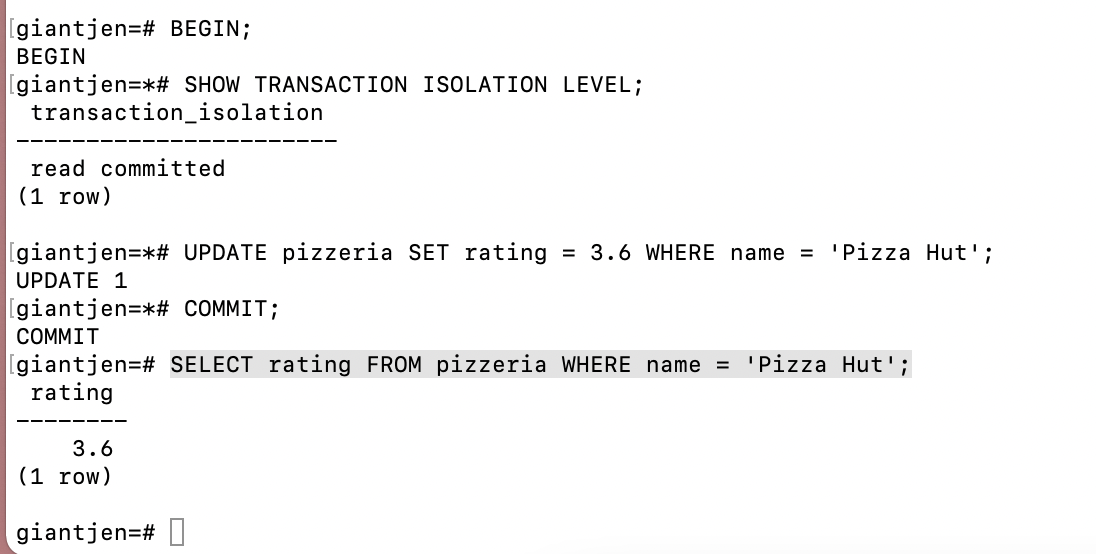 [giantjen=# BEGIN;
BEGIN
[giantjen=*# SHOW TRANSACTION ISOLATION LEVEL;
 transaction_isolation
-----------------------
 read committed
(1 row)

[giantjen=*# UPDATE pizzeria SET rating = 3.6 WHERE name = 'Pizza Hut';
UPDATE 1
[giantjen=*# COMMIT;
COMMIT
[giantjen=# SELECT rating FROM pizzeria WHERE name = 'Pizza Hut';
 rating
--------
    3.6
(1 row)

giantjen=#